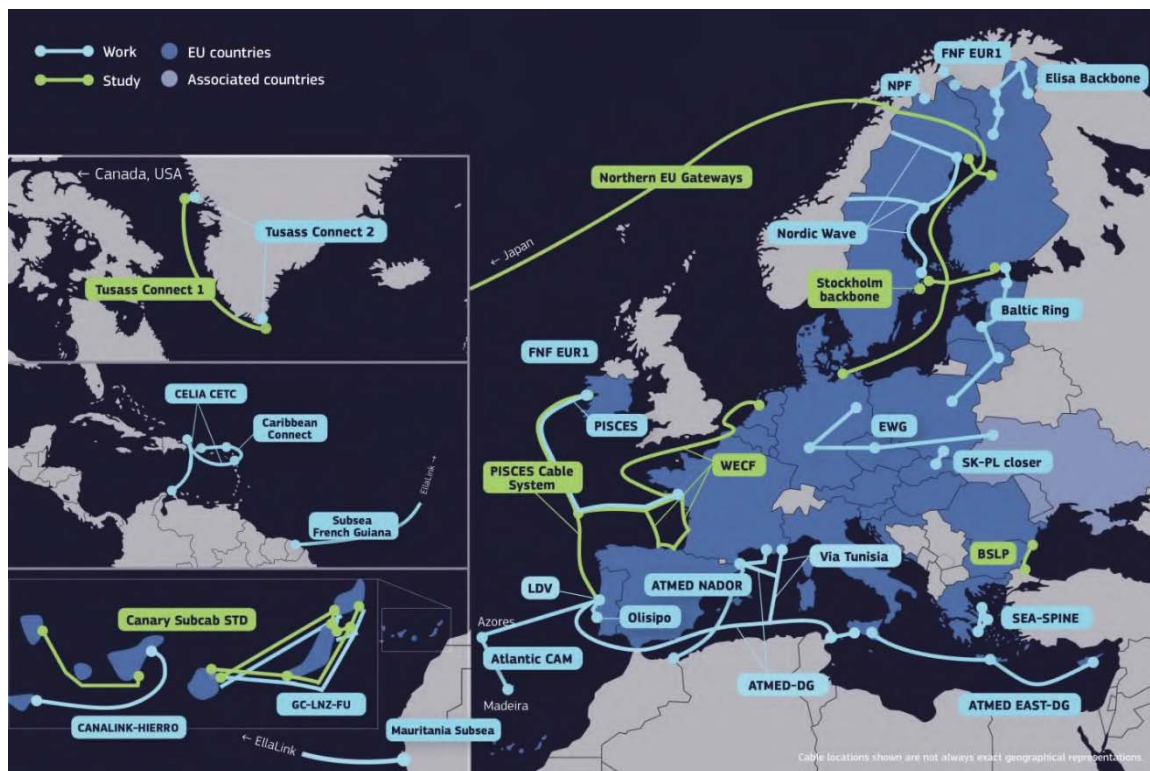 Work
EU countries
Study
Associated countries
FNF EUR1
NPF
Elisa Backbone
Northern EU Gateways
← Japan
Nordic Wave
Stockholm
backbone
Baltic Ring
← Canada, USA
Tusass Connect 2
Tusass Connect 1
FNF EUR1
PISCES
EWG
SK-PL closer
PISCES Cable
System
WECF
CELIA CETC
Caribbean
Connect
EllaLink →
Subsea
French Guiana
BSLP
Via Tunisia
ATMED NADOR
LDV
Olisipo
SEA-SPINE
Azores
Atlantic CAM
Madeira
ATMED-DG
ATMED EAST-DG
Canary Subcab STD
GC-LNZ-FU
CANALINK-HIERRO
← EllaLink
Mauritania Subsea
Cable locations shown are not always exact geographical representations.